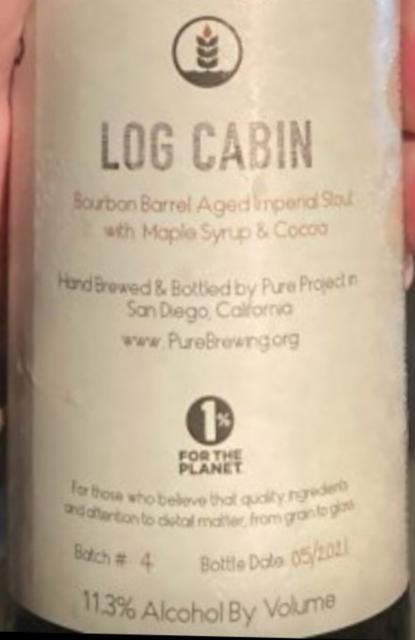 LOG CABIN
Bourbon Barrel Aged Imperial Stout
with Maple Syrup & Cocoa
Hand Brewed & Bottled by Pure Project in
San Diego, California
www.PureBrewing.org
1%
FOR THE
PLANET
For those who believe that quality ingredients
and attention to detail matter, from grain to glass
Batch # 4 Bottle Date 05/2021
11.3% Alcohol By Volume